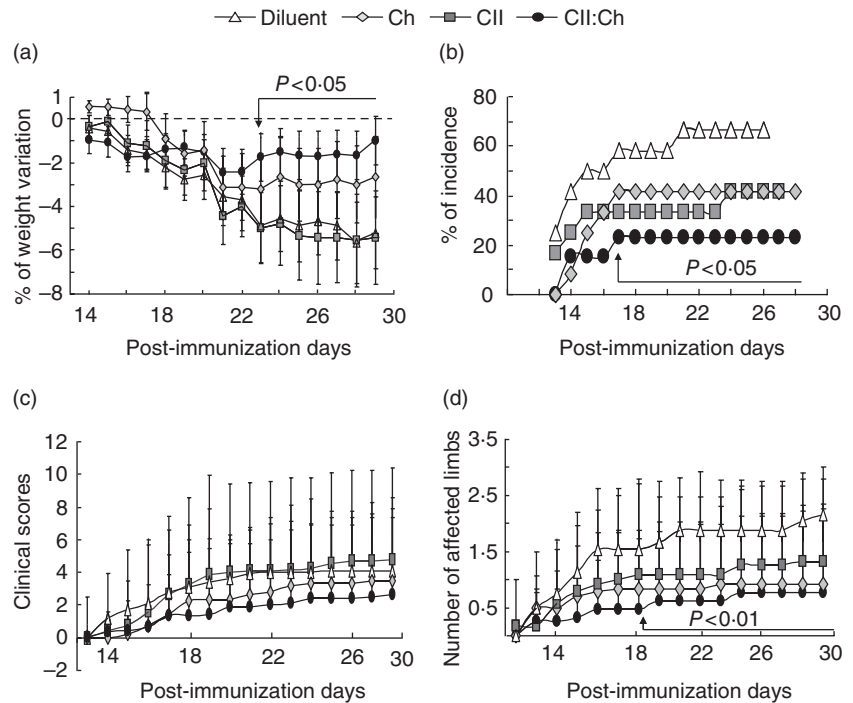 Diluent Ch CII CII:Ch
(a)
% of weight variation
1
0
−2
−4
−6
−8
P<0·05
14 18 22 26 30
Post-immunization days
(b)
% of incidence
80
60
40
20
0
P<0·05
14 18 22 26 30
Post-immunization days
(c)
Clinical scores
12
10
8
6
4
2
0
−2
14 18 22 26 30
Post-immunization days
(d)
Number of affected limbs
3·5
2·5
1·5
0·5
P<0·01
14 18 22 26 30
Post-immunization days